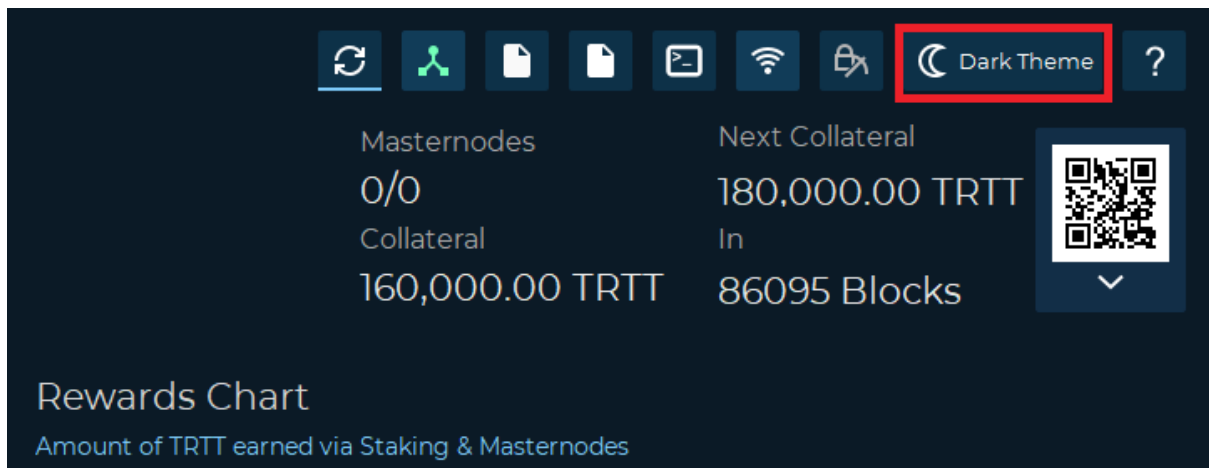 Dark Theme
?
Masternodes
0/0
Collateral
160,000.00 TRTT
Next Collateral
180,000.00 TRTT
In
86095 Blocks
Rewards Chart
Amount of TRTT earned via Staking & Masternodes